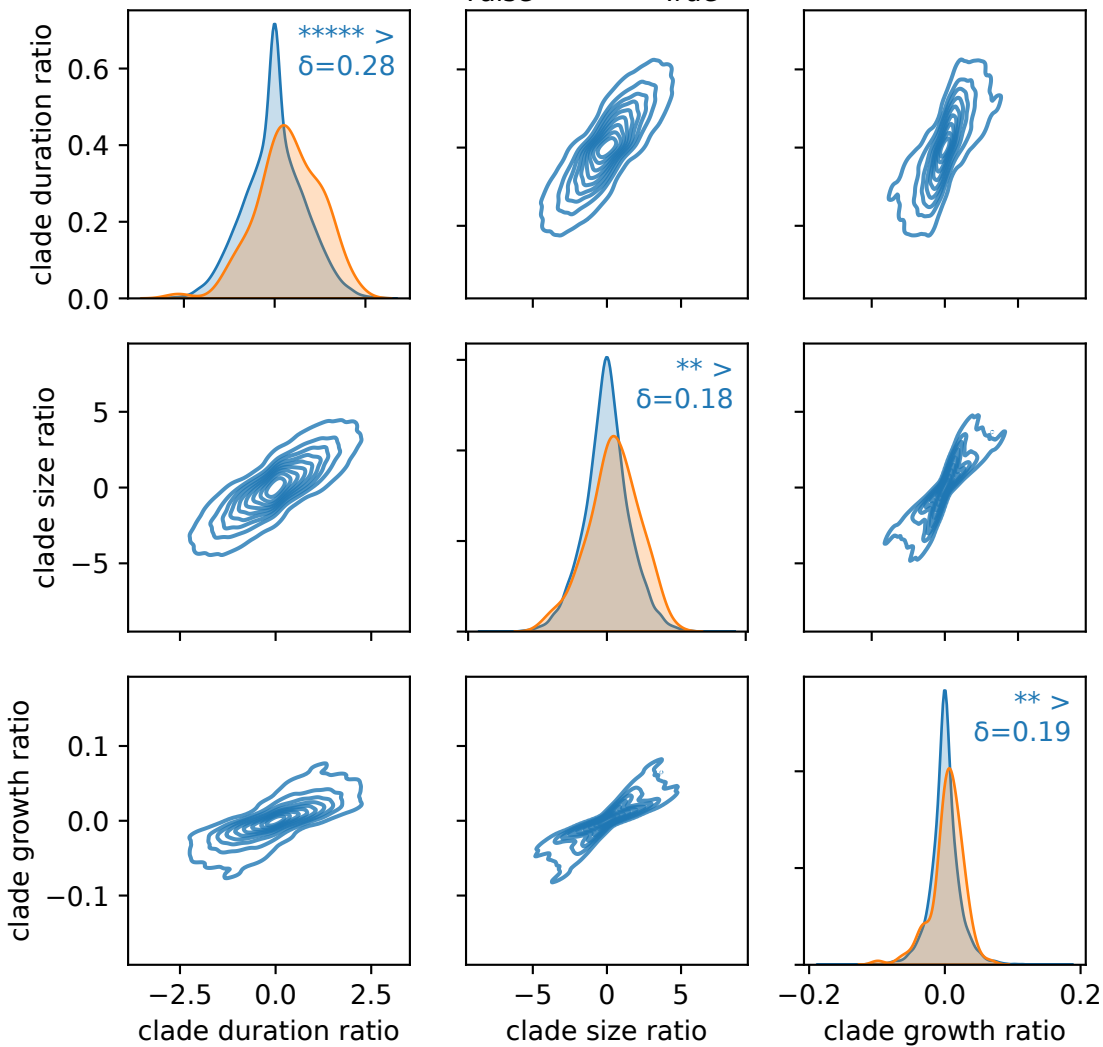 ***** >
δ=0.28
clade duration ratio
0.6
0.4
0.2
0.0
** >
δ=0.18
clade size ratio
5
0
−5
** >
δ=0.19
clade growth ratio
0.1
0.0
−0.1
−2.5 0.0 2.5
−5 0 5
−0.2 0.0 0.2
clade duration ratio
clade size ratio
clade growth ratio